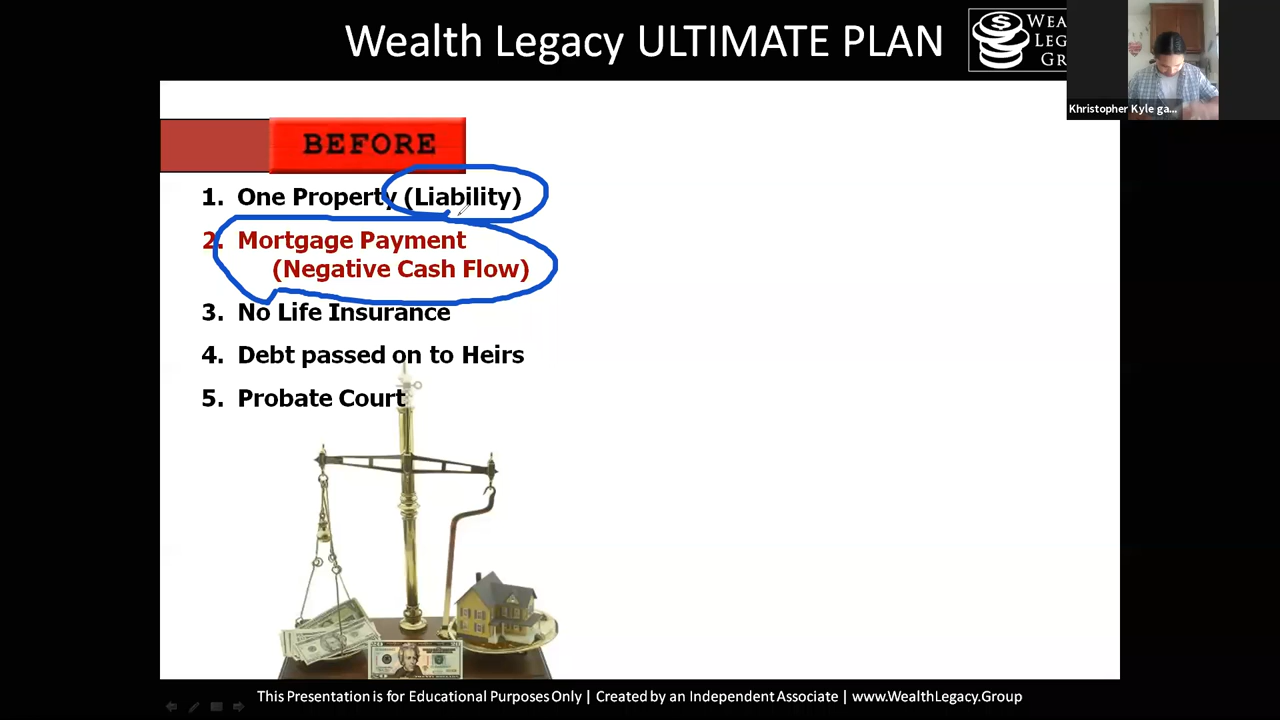 Wealth Legacy ULTIMATE PLAN
Khristopher Kyle ga...
BEFORE
1. One Property (Liability)
2. Mortgage Payment
(Negative Cash Flow)
3. No Life Insurance
4. Debt passed on to Heirs
5. Probate Court
This Presentation is for Educational Purposes Only | Created by an Independent Associate | www.WealthLegacy.Group